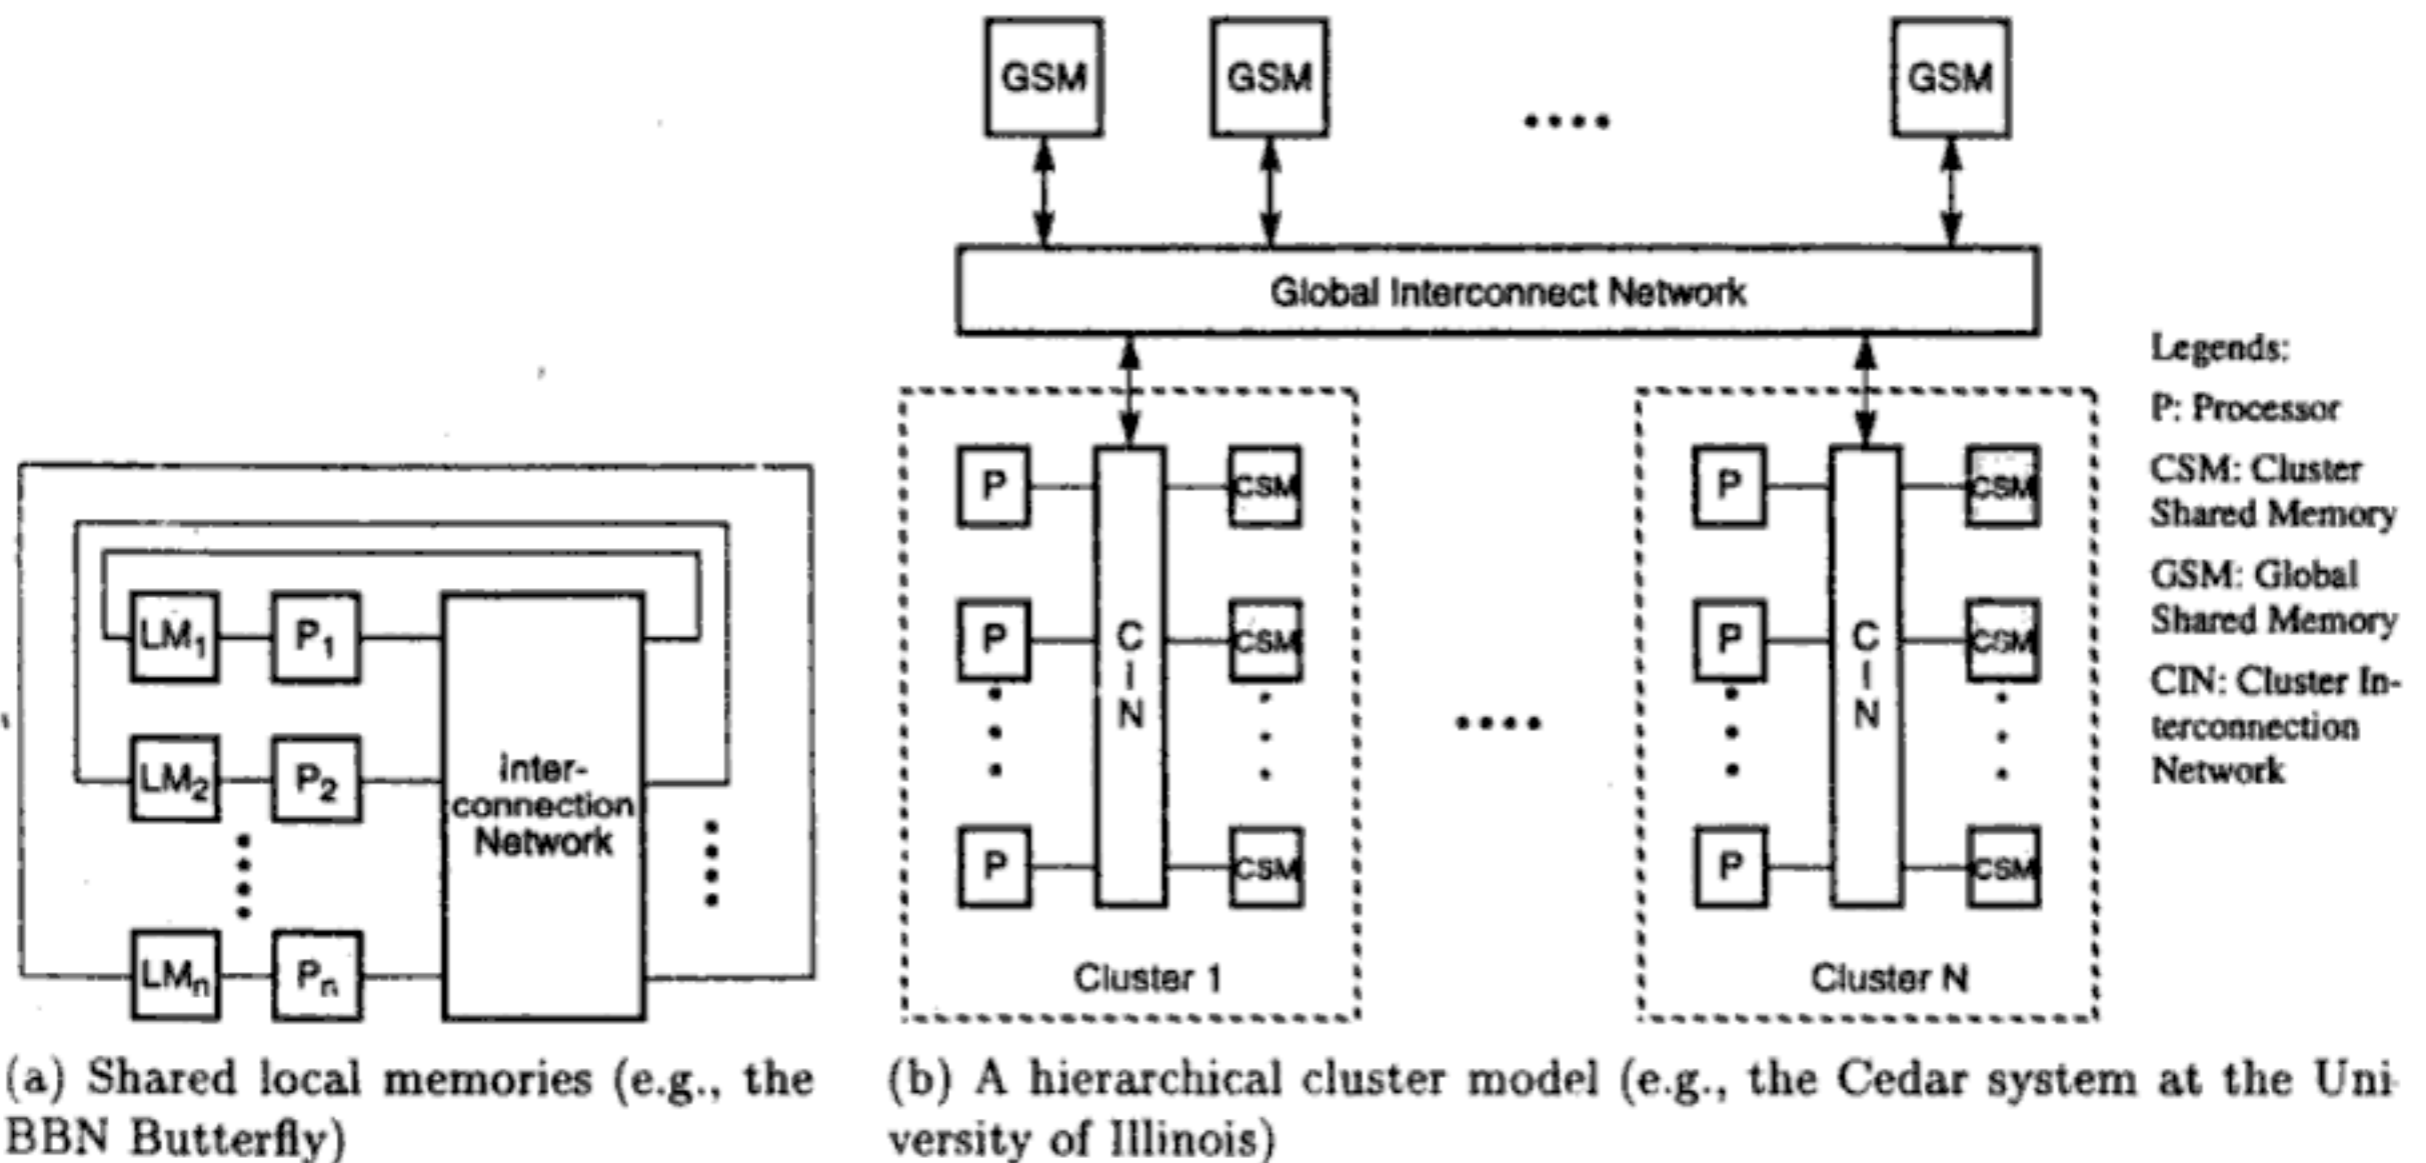 GSM GSM GSM
Global Interconnect Network
Legends:
P: Processor
CSM: Cluster
Shared Memory
GSM: Global
Shared Memory
CIN: Cluster In-
terconnection
Network
LM1 P1
LM2 P2
LMn Pn
Inter-
connection
Network
P CSM
P CSM
P CSM
C
I
N
Cluster 1
P CSM
P CSM
P CSM
C
I
N
Cluster N
(a) Shared local memories (e.g., the
BBN Butterfly)
(b) A hierarchical cluster model (e.g., the Cedar system at the Uni-
versity of Illinois)